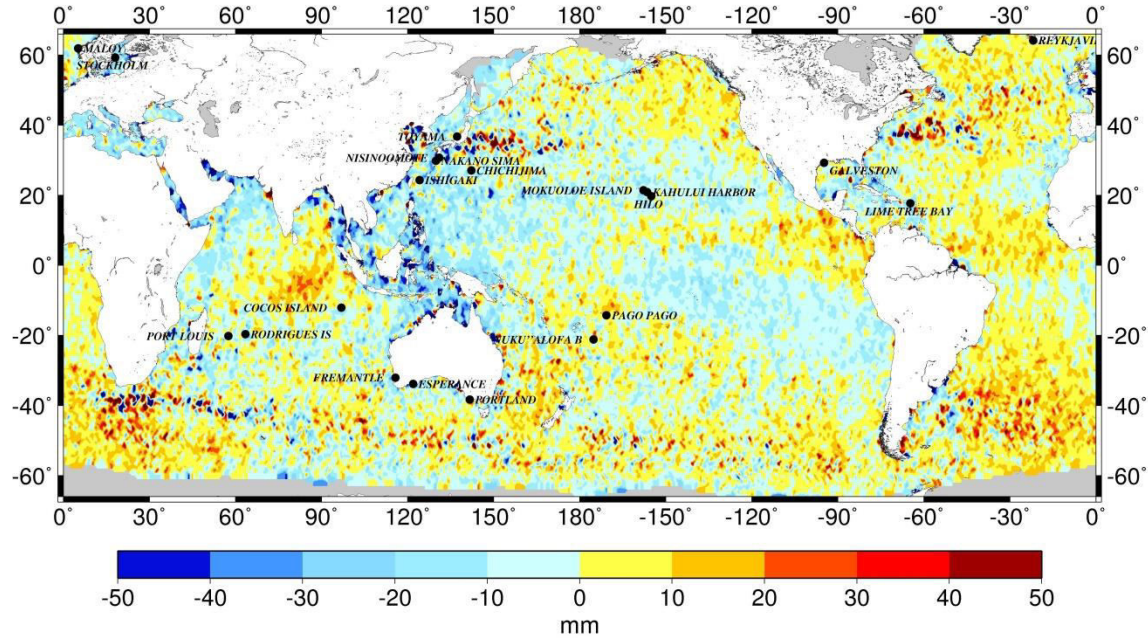 0˚ 30˚ 60˚ 90˚ 120˚ 150˚ 180˚ -150˚ -120˚ -90˚ -60˚ -30˚ 0˚
60˚ MALOY REYKJAVI 60˚
STOCKHOLM
40˚ 40˚
TOYAMA
NISINOOMOTE NAKANO SIMA
CHICHIJIMA GALVESTON
ISHIGAKI MOKUOLOE ISLAND KAHULUI HARBOR
20˚ HILO LIME TREE BAY 20˚
0˚ 0˚
COCOS ISLAND PAGO PAGO
-20˚ PORT LOUIS RODRIGUES IS UKU''ALOFA B -20˚
FREMANTLE ESPERANCE
-40˚ PORTLAND -40˚
-60˚ -60˚
0˚ 30˚ 60˚ 90˚ 120˚ 150˚ 180˚ -150˚ -120˚ -90˚ -60˚ -30˚ 0˚
-50 -40 -30 -20 -10 0 10 20 30 40 50
mm